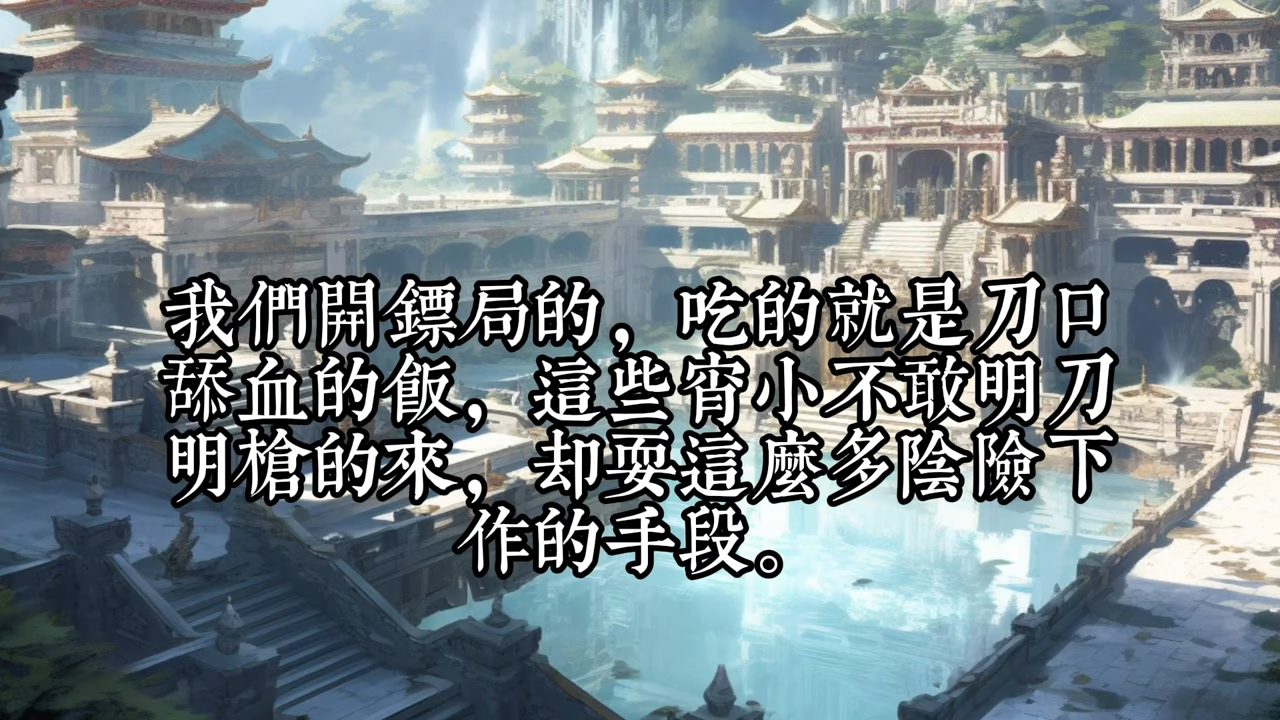 我們開鏢局的，吃的就是刀口
舔血的飯，這些宵小不敢明刀
明槍的來，却耍這麼多陰險下
作的手段。